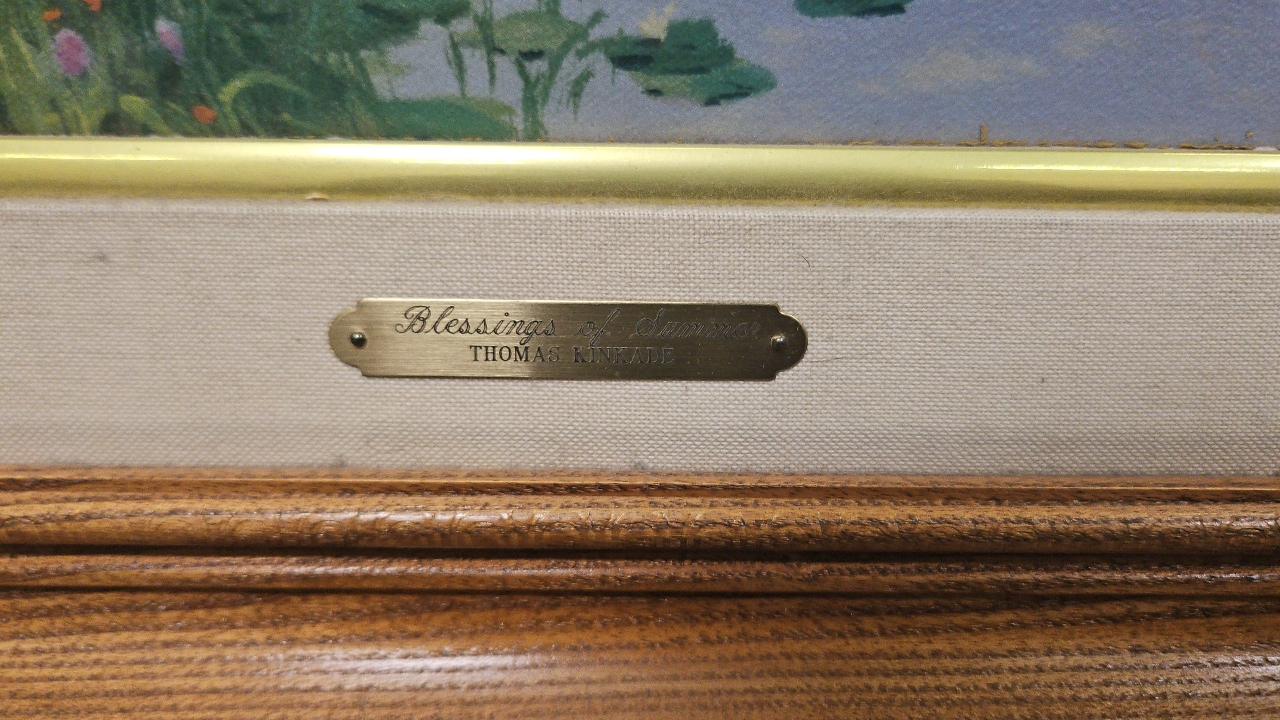 Blessings of Summer
THOMAS KINKADE